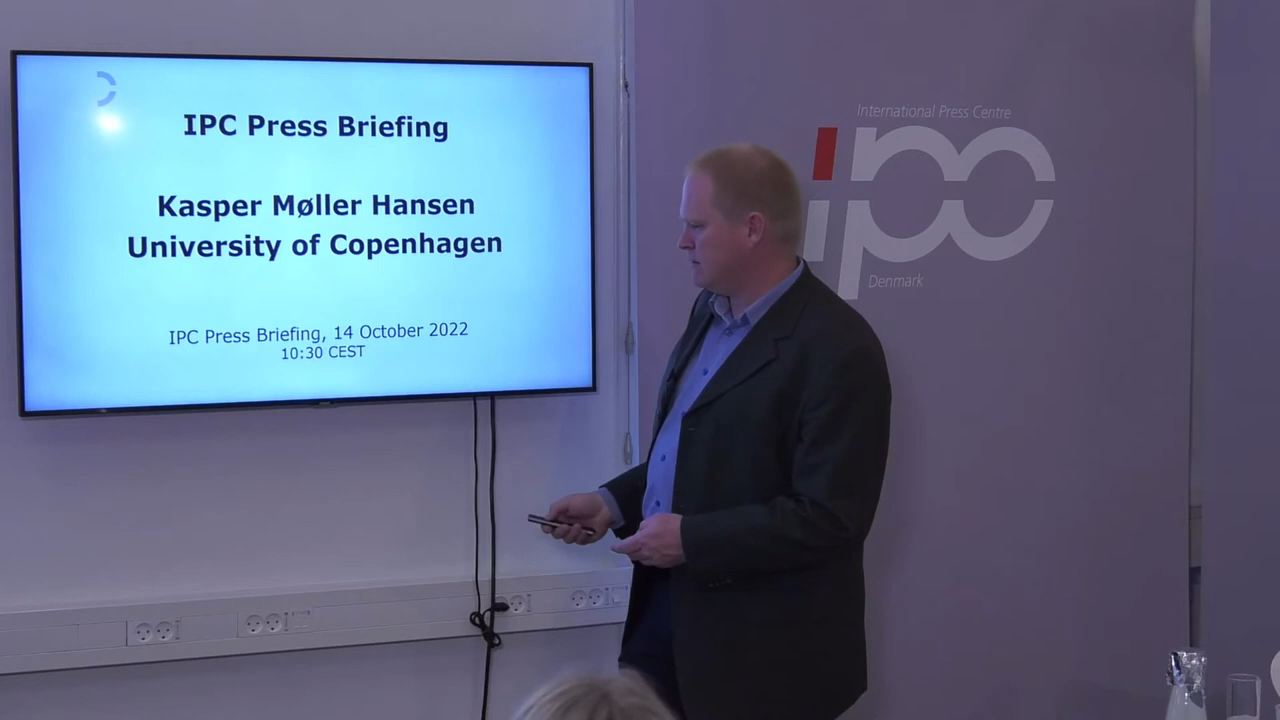 IPC Press Briefing
Kasper Møller Hansen
University of Copenhagen
IPC Press Briefing, 14 October 2022
10:30 CEST
International Press Centre
ipc
Denmark